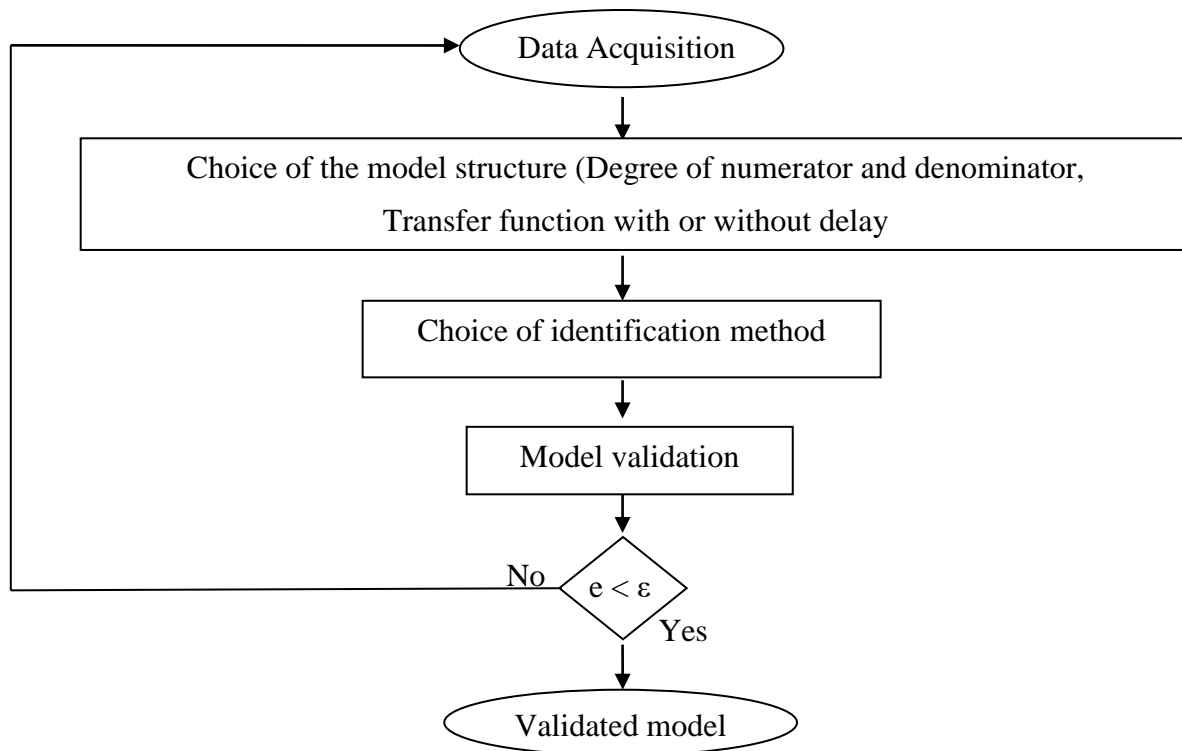 Data Acquisition
Choice of the model structure (Degree of numerator and denominator,
Transfer function with or without delay
Choice of identification method
Model validation
No
e < ε
Yes
Validated model